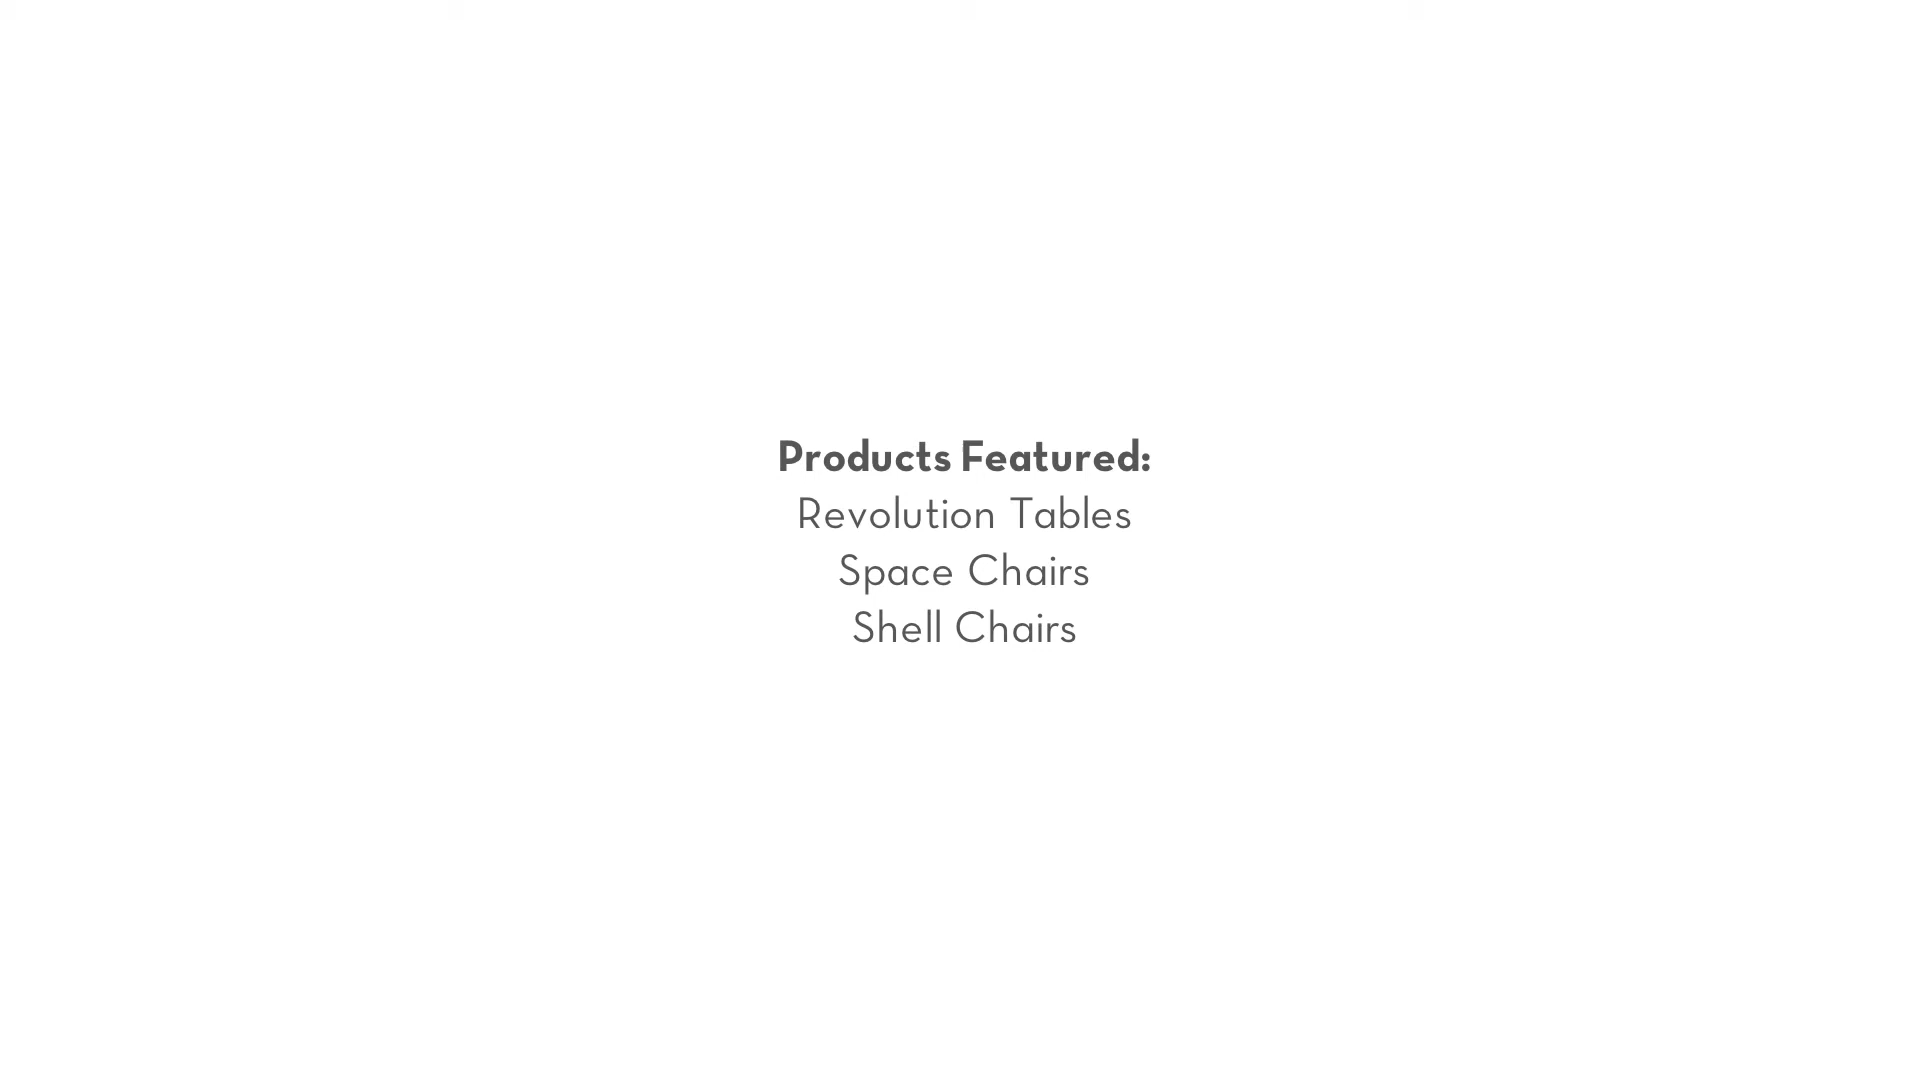 Products Featured:
Revolution Tables
Space Chairs
Shell Chairs